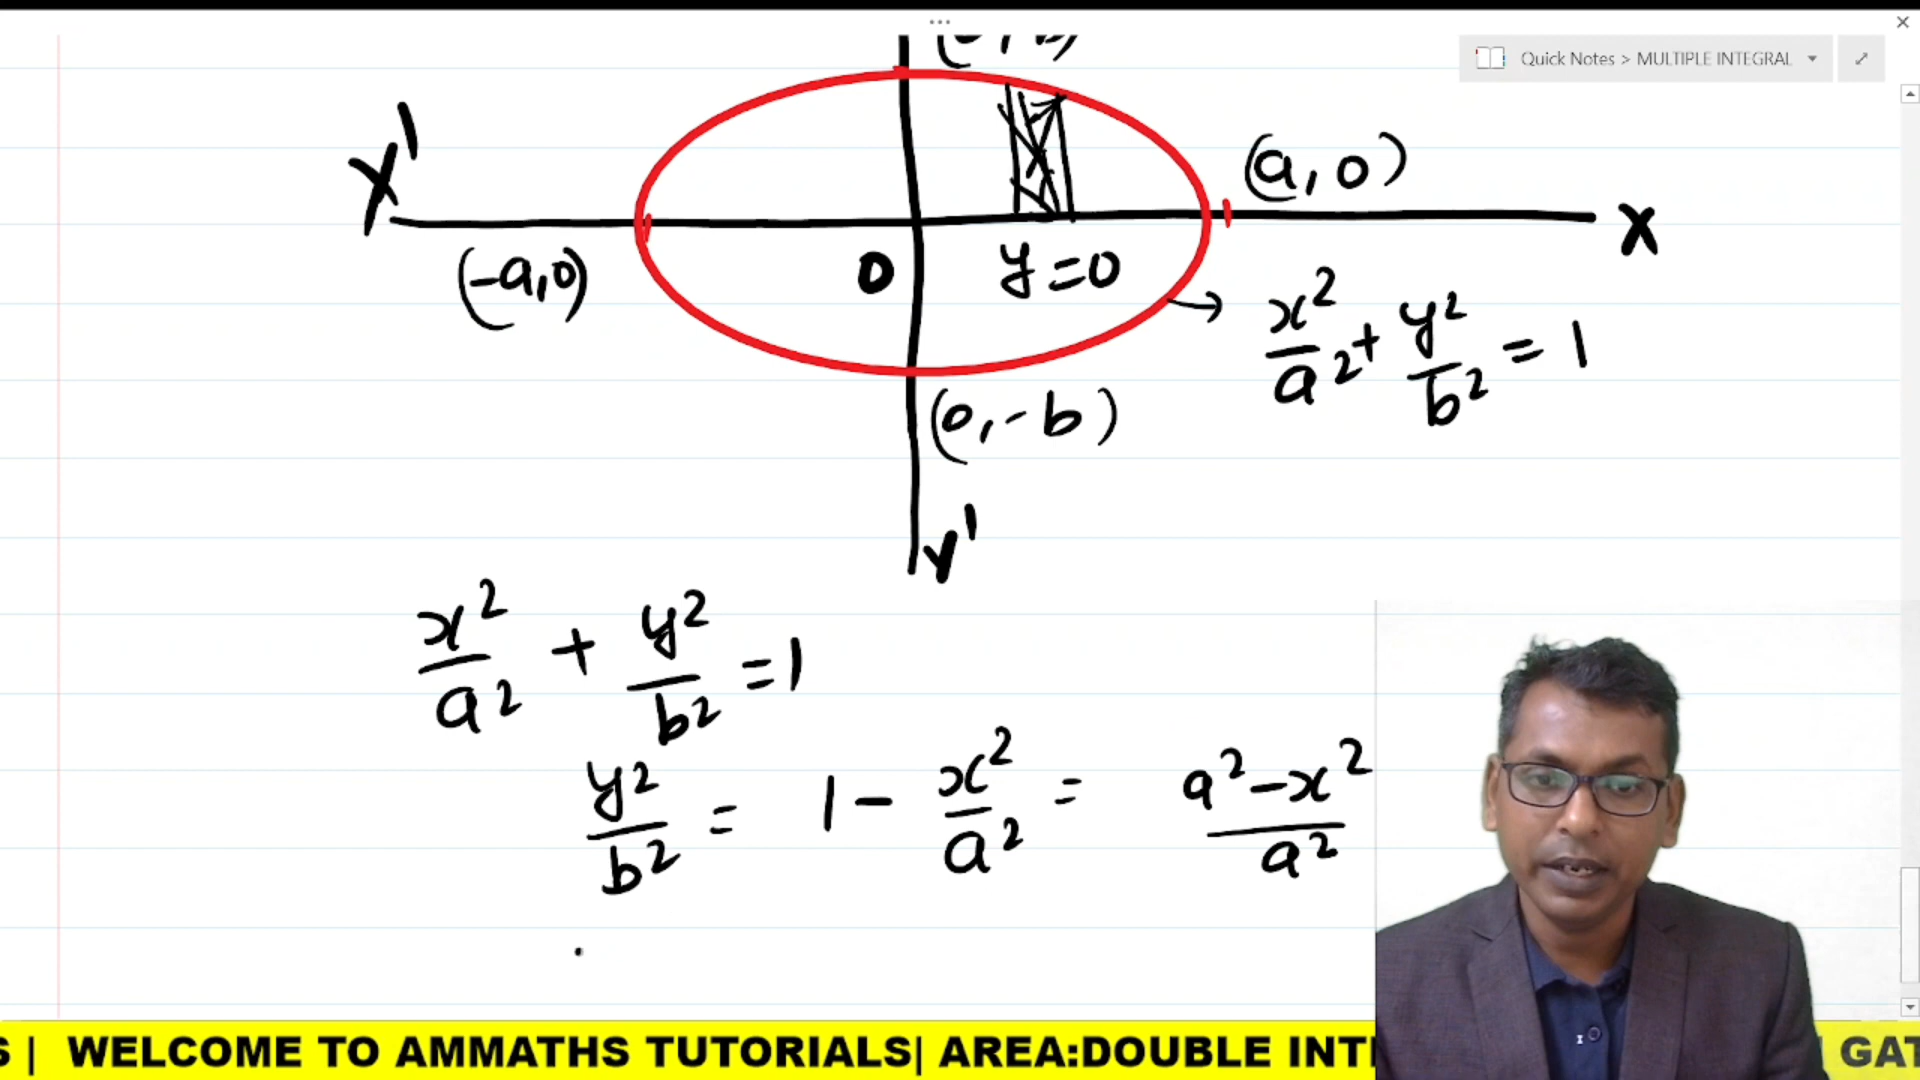 Quick Notes > MULTIPLE INTEGRAL
X'
(a, 0)
X
(-a, 0)
0
y = 0
x²/a² + y²/b² = 1
(0, -b)
Y'
x²/a² + y²/b² = 1
y²/b² = 1 - x²/a² = a² - x²/a²
S | WELCOME TO AMMATHS TUTORIALS| AREA:DOUBLE INT
GAT